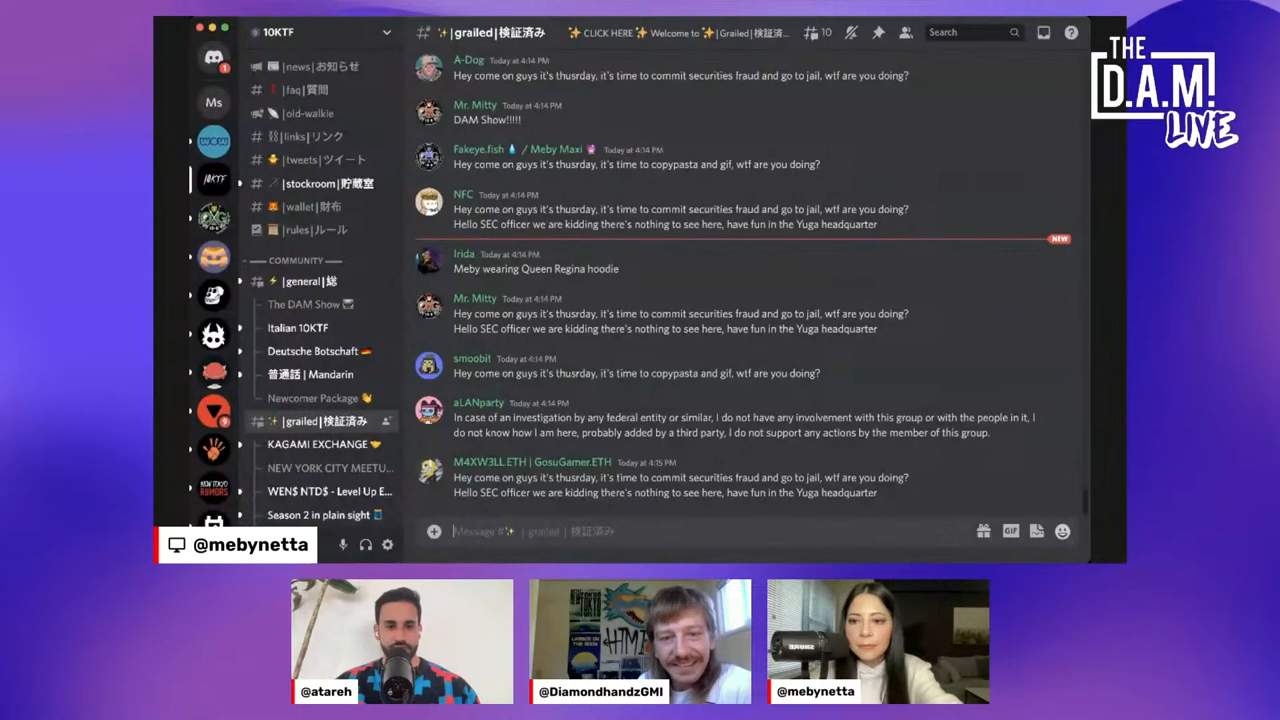 THE
D.A.M!
LIVE
10KTF
|grailed|検証済み
CLICK HERE
Welcome to
|Grailed|検証済...
10
Search
|news|お知らせ
|faq|質問
|old-walkie
|links|リンク
|tweets|ツイート
|stockroom|貯蔵室
|wallet|財布
|rules|ルール
COMMUNITY
|general|総
The DAM Show
Italian 10KTF
Deutsche Botschaft
普通話 | Mandarin
Newcomer Package
|grailed|検証済み
KAGAMI EXCHANGE
NEW YORK CITY MEETU...
WEN$ NTD$ - Level Up E...
Season 2 in plain sight
1
Ms
WOW
10KTF
9
NEW TOKYO
RUMORS
A-Dog Today at 4:14 PM
Hey come on guys it's thusrday, it's time to commit securities fraud and go to jail, wtf are you doing?
Mr. Mitty Today at 4:14 PM
DAM Show!!!!!
Fakeye.fish / Meby Maxi Today at 4:14 PM
Hey come on guys it's thusrday, it's time to copypasta and gif, wtf are you doing?
NFC Today at 4:14 PM
Hey come on guys it's thusrday, it's time to commit securities fraud and go to jail, wtf are you doing?
Hello SEC officer we are kidding there's nothing to see here, have fun in the Yuga headquarter
NEW
Irida Today at 4:14 PM
Meby wearing Queen Regina hoodie
Mr. Mitty Today at 4:14 PM
Hey come on guys it's thusrday, it's time to commit securities fraud and go to jail, wtf are you doing?
Hello SEC officer we are kidding there's nothing to see here, have fun in the Yuga headquarter
smoobit Today at 4:14 PM
Hey come on guys it's thusrday, it's time to copypasta and gif, wtf are you doing?
aLANparty Today at 4:14 PM
In case of an investigation by any federal entity or similar, I do not have any involvement with this group or with the people in it, I
do not know how I am here, probably added by a third party, I do not support any actions by the member of this group.
M4XW3LL.ETH | GosuGamer.ETH Today at 4:15 PM
Hey come on guys it's thusrday, it's time to commit securities fraud and go to jail, wtf are you doing?
Hello SEC officer we are kidding there's nothing to see here, have fun in the Yuga headquarter
Message #
| grailed | 検証済み
GIF
@mebynetta
@atareh
@DiamondhandzGMI
@mebynetta